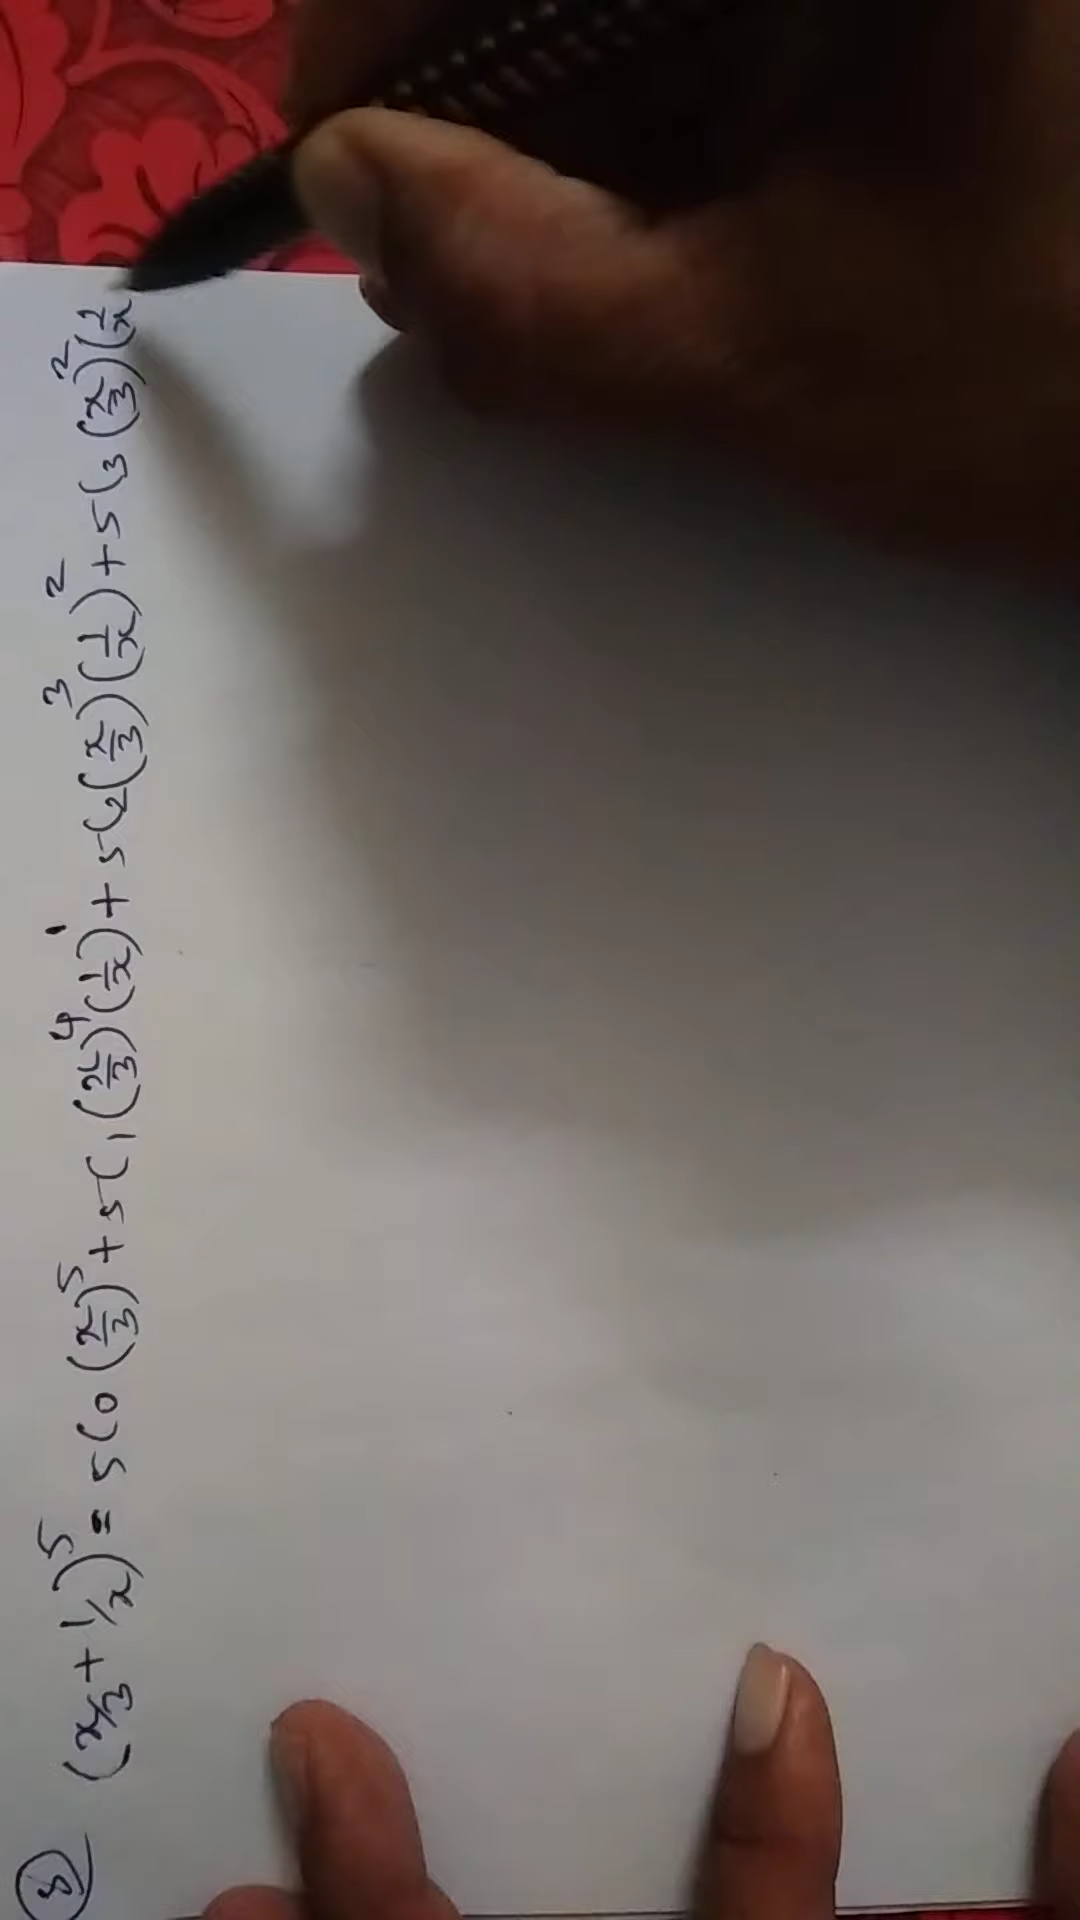 ⑧ (x/3 + 1/x)^5 = 5C0 (x/3)^5 + 5C1 (x/3)^4 (1/x)^1 + 5C2 (x/3)^3 (1/x)^2 + 5C3 (x/3)^2 (1/x